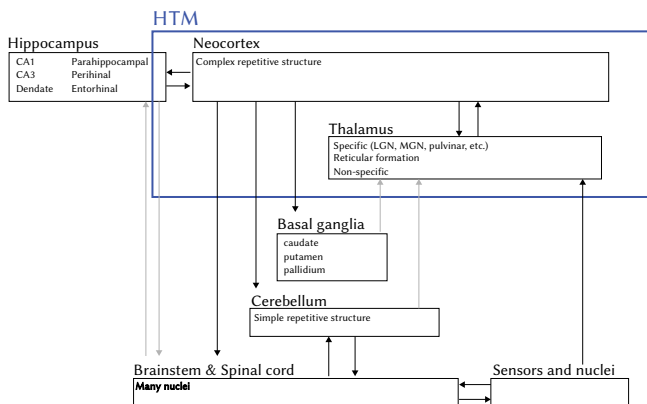 HTM
Hippocampus
CA1 Parahippocampal
CA3 Perihinal
Dendate Entorhinal
Neocortex
Complex repetitive structure
Thalamus
Specific (LGN, MGN, pulvinar, etc.)
Reticular formation
Non-specific
Basal ganglia
caudate
putamen
pallidium
Cerebellum
Simple repetitive structure
Brainstem & Spinal cord
Many nuclei
Sensors and nuclei